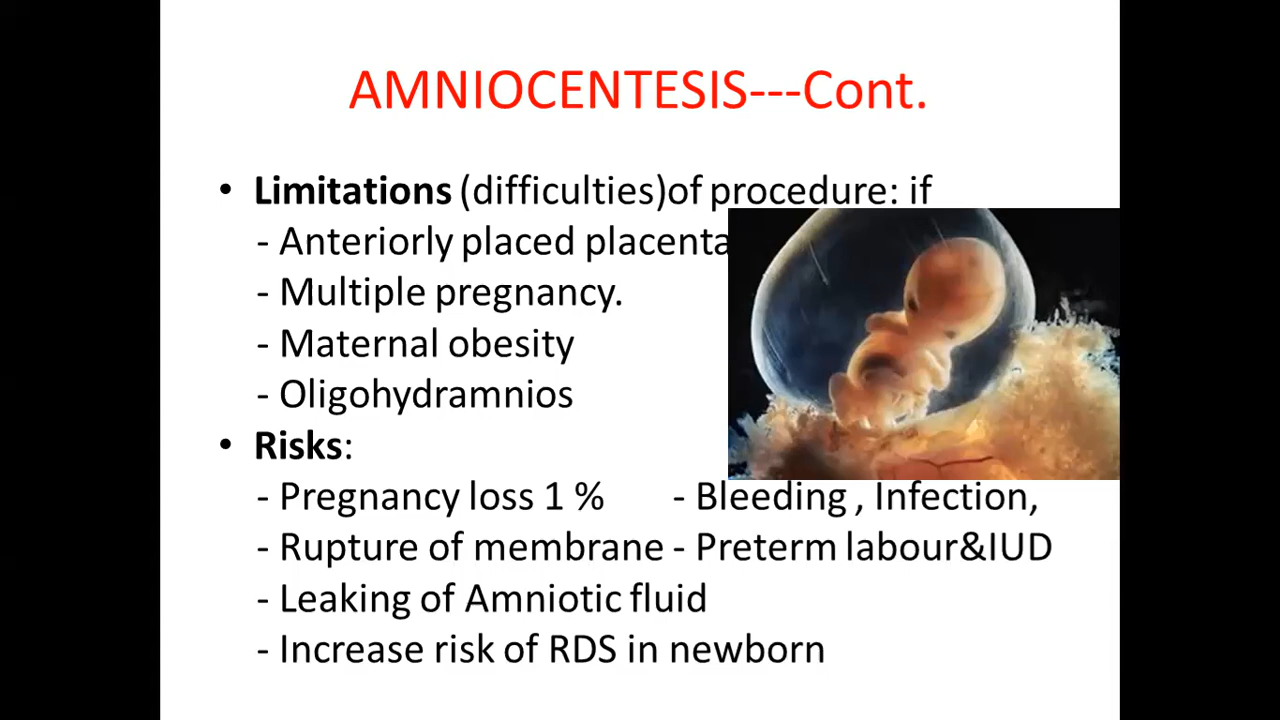 AMNIOCENTESIS---Cont.
• Limitations (difficulties)of procedure: if
- Anteriorly placed placenta
- Multiple pregnancy.
- Maternal obesity
- Oligohydramnios
• Risks:
- Pregnancy loss 1 % - Bleeding , Infection,
- Rupture of membrane - Preterm labour&IUD
- Leaking of Amniotic fluid
- Increase risk of RDS in newborn